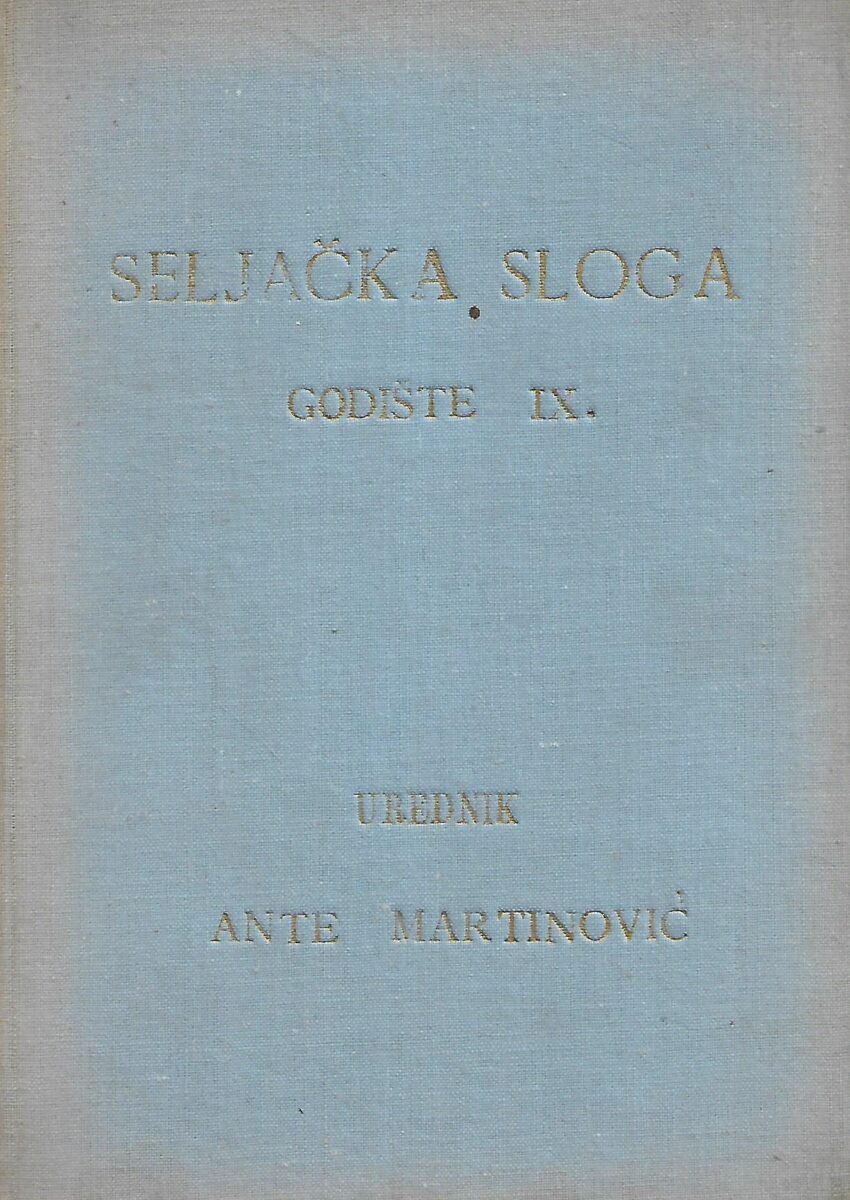 SELJAČKA SLOGA
GODIŠTE IX.
UREDNIK
ANTE MARTINOVIĆ